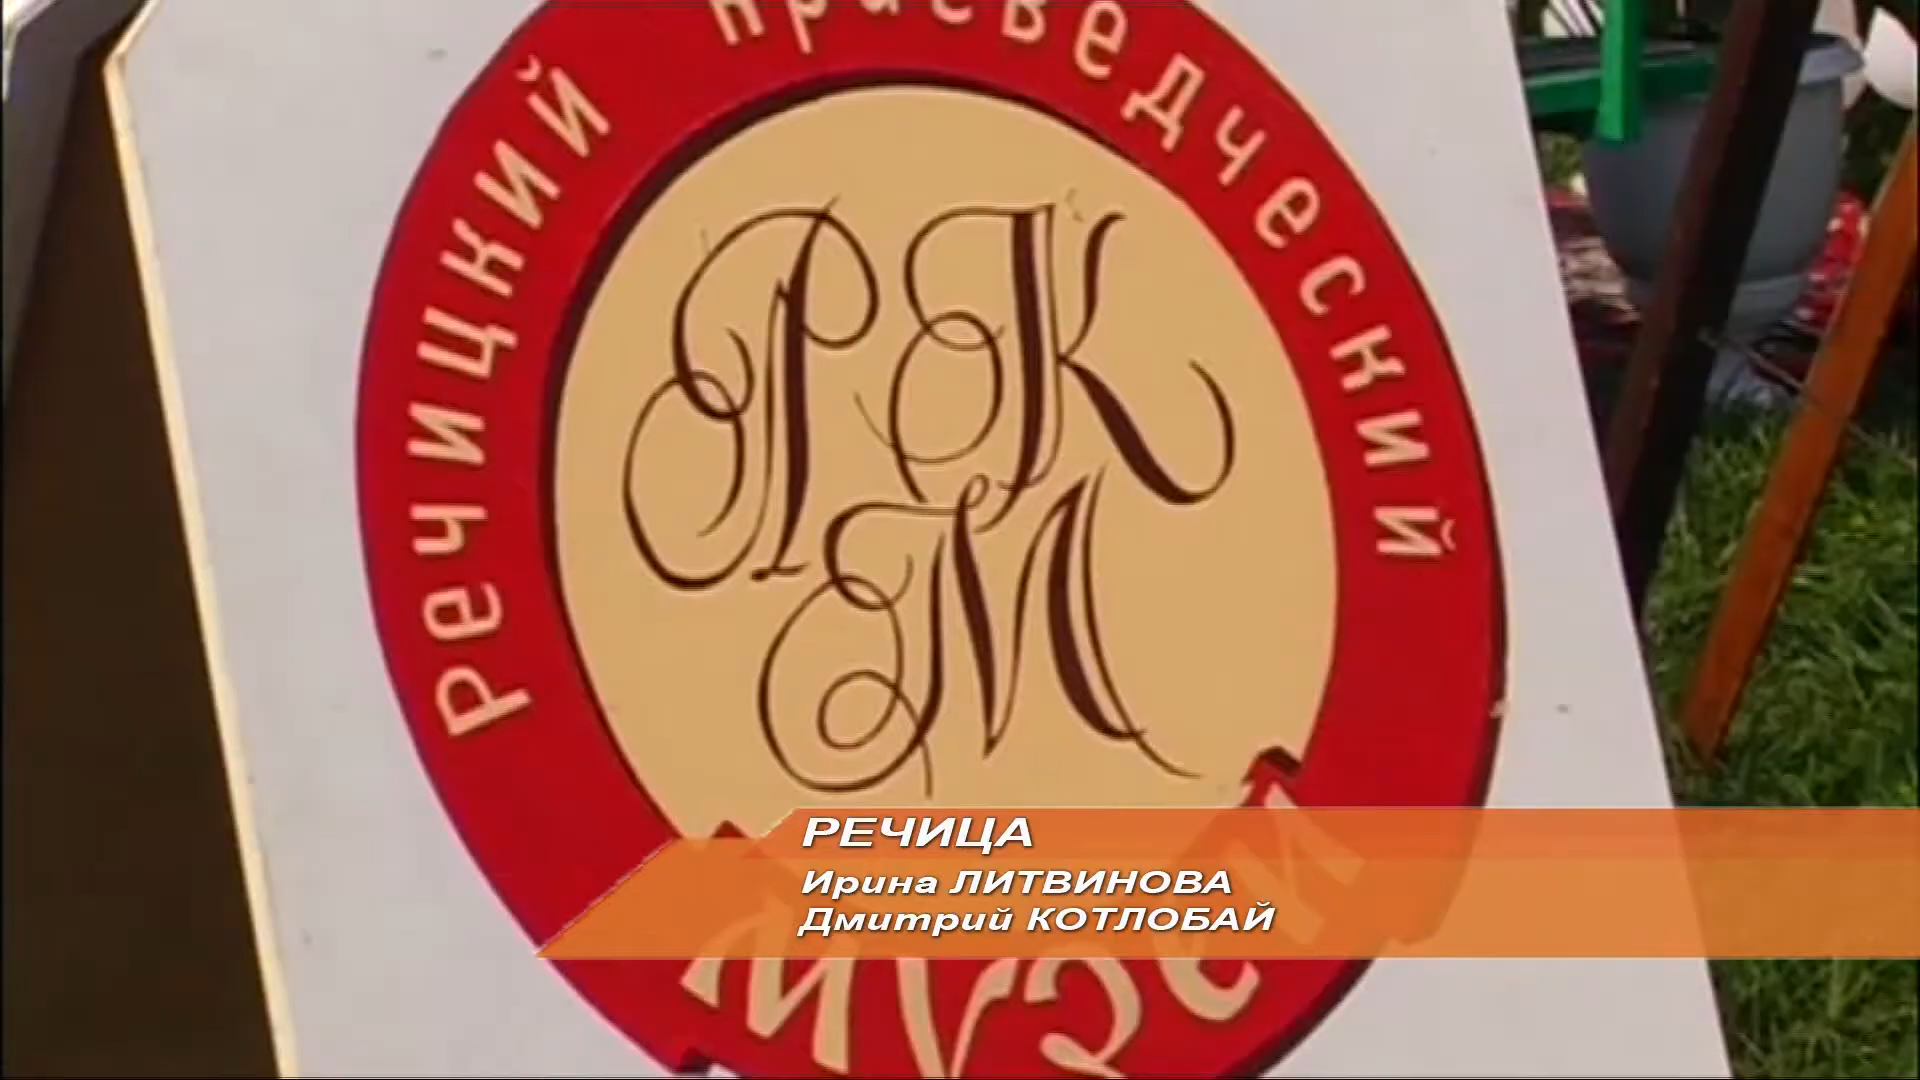 Речицкий краеведческий
РКМ
музей
РЕЧИЦА
Ирина ЛИТВИНОВА
Дмитрий КОТЛОБАЙ